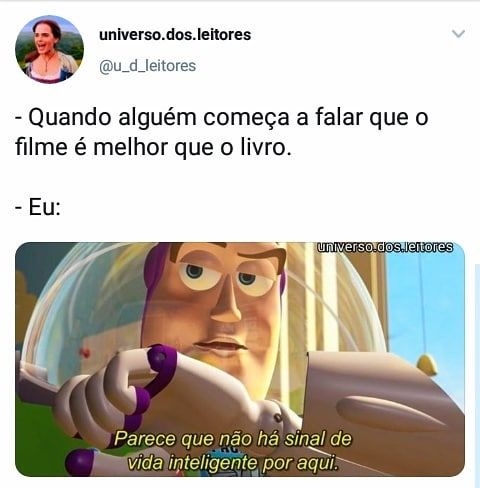 universo.dos.leitores
@u_d_leitores
- Quando alguém começa a falar que o
filme é melhor que o livro.
- Eu:
universo.dos.leitores
Parece que não há sinal de
vida inteligente por aqui.